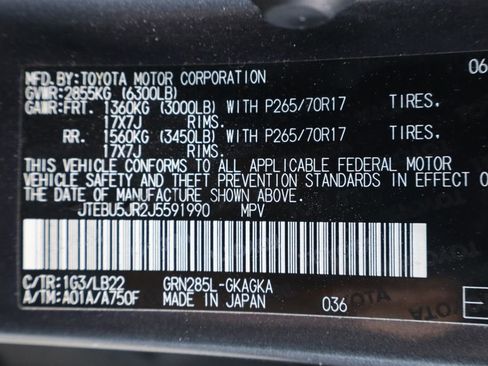 06
MFD.BY:TOYOTA MOTOR CORPORATION
GVWR:2855KG (6300LB)
GAWR:FRT. 1360KG (3000LB) WITH P265/70R17 TIRES,
17X7J RIMS.
RR. 1560KG (3450LB) WITH P265/70R17 TIRES,
17X7J RIMS.
THIS VEHICLE CONFORMS TO ALL APPLICABLE FEDERAL MOTOR
VEHICLE SAFETY AND THEFT PREVENTION STANDARDS IN EFFECT O
THE DATE OF MANUFACTURE SHOWN ABOVE.
JTEBU5JR2J5591990 MPV
C/TR:1G3/LB22 GRN285L-GKAGKA
A/TM:A01A/A750F MADE IN JAPAN 036